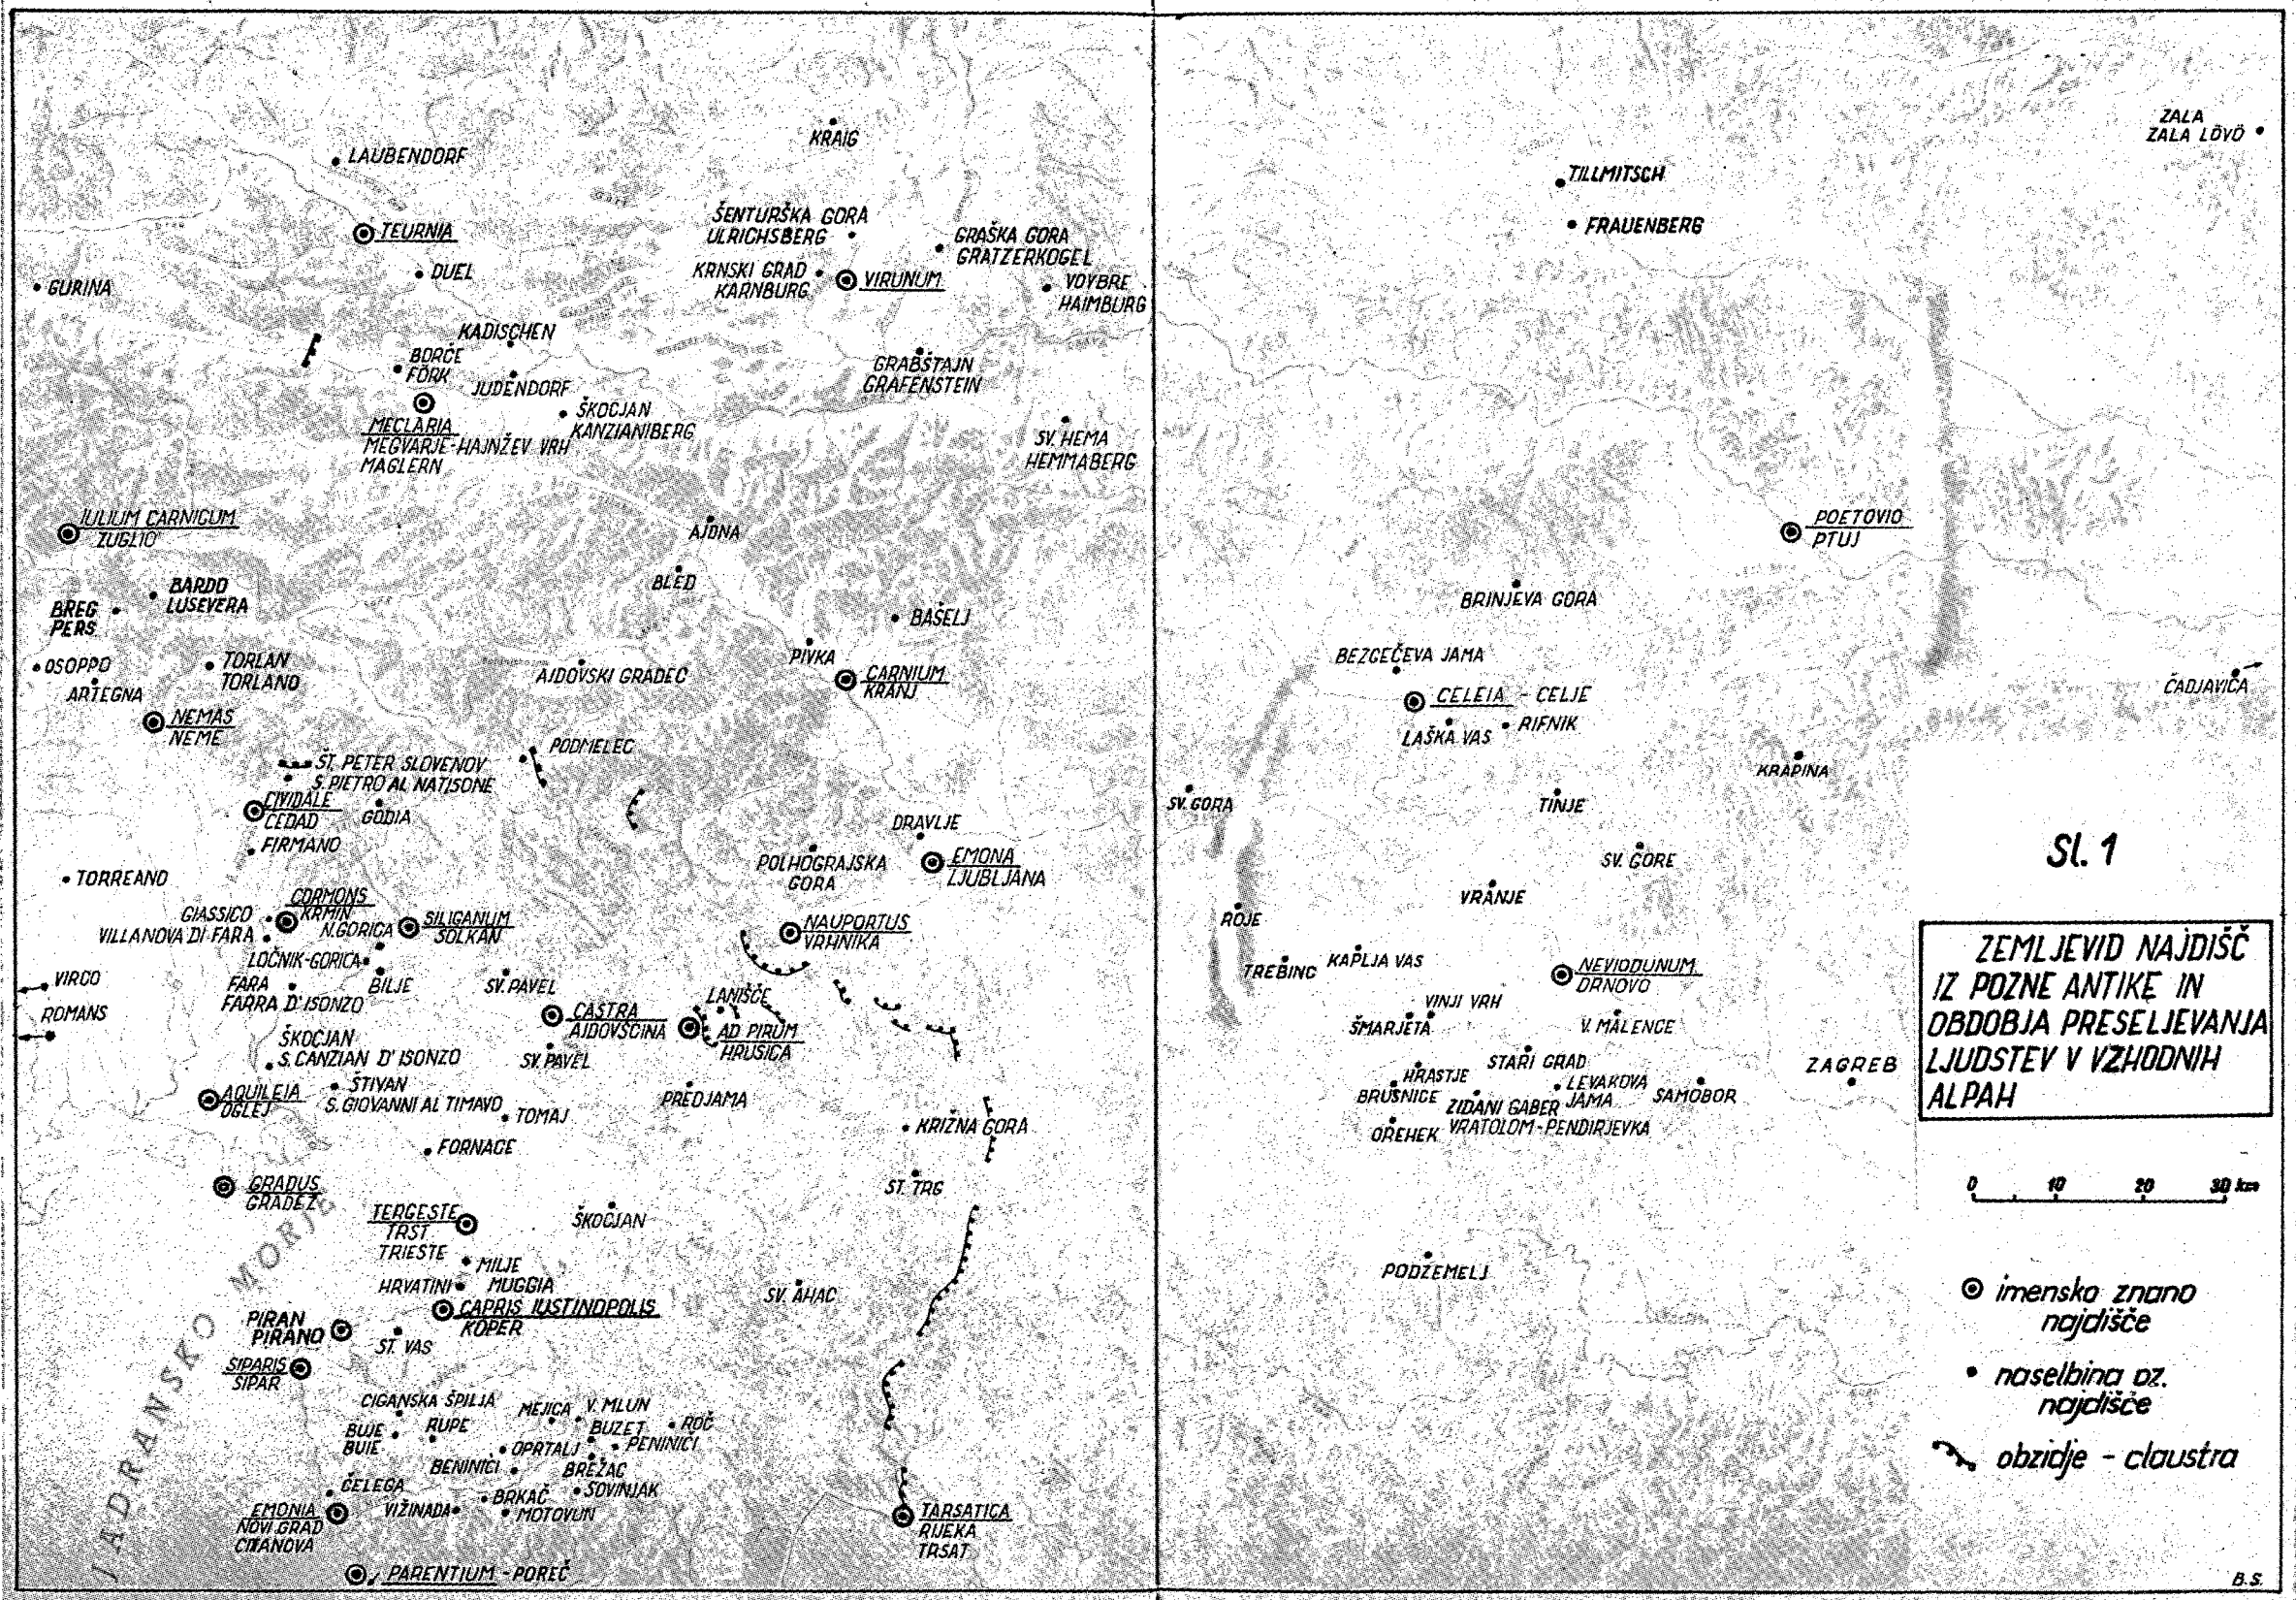 KRAIG
LAUBENDORF
ZALA
ZALA LÖVÖ
TILLMITSCH
FRAUENBERG
ŠENTURŠKA GORA
ULRICHSBERG
TEURNIA
GRAŠKA GORA
GRATZERKOGEL
DUEL
KRNSKI GRAD
KARNBURG
VIRUNUM
VOVBRE
HAIMBURG
GURINA
KADISCHEN
BORČE
FÖRK
JUDENDORF
GRABŠTAJN
GRAFENSTEIN
ŠKOCJAN
KANZIANIBERG
MECLARIA
MEGVARJE-HAJNŽEV VRH
MAGLERN
SV. HEMA
HEMMABERG
IULIUM CARNICUM
ZUGLIO
AJDNA
POETOVIO
PTUJ
BLED
BARDO
LUSEVERA
BREG
PERS
BAŠELJ
BRINJEVA GORA
OSOPPO
ARTEGNA
TORLAN
TORLANO
AJDOVSKI GRADEC
PIVKA
CARNIUM
KRANJ
BEZGEČEVA JAMA
CELEIA - CELJE
LAŠKA VAS
RIFNIK
ČADJAVICA
NEMAS
NEME
PODMELEC
ŠT. PETER SLOVENOV
S. PIETRO AL NATISONE
KRAPINA
CIVIDALE
ČEDAD
GODIA
SV. GORA
TINJE
FIRMANO
DRAVLJE
POLHOGRAJSKA
GORA
EMONA
LJUBLJANA
SV. GORE
Sl. 1
TORREANO
VRANJE
CORMONS
KRMIN
GIASSICO
VILLANOVA DI FARA
N. GORICA
SILIGANUM
SOLKAN
NAUPORTUS
VRHNIKA
ROJE
LOČNIK-GORICA
BILJE
FARA
FARRA D'ISONZO
SV. PAVEL
TREBINC
KAPLJA VAS
NEVIODUNUM
DRNOVO
ZEMLJEVID NAJDIŠČ
IZ POZNE ANTIKE IN
OBDOBJA PRESELJEVANJA
LJUDSTEV V VZHODNIH
ALPAH
VIRCO
ROMANS
LANIŠČE
CASTRA
AJDOVŠČINA
AD PIRUM
HRUŠICA
VINJI VRH
ŠMARJETA
V. MALENCE
ŠKOCJAN
S. CANZIAN D'ISONZO
SV. PAVEL
STARI GRAD
ZAGREB
AQUILEIA
OGLEJ
ŠTIVAN
S. GIOVANNI AL TIMAVO
TOMAJ
PREDJAMA
HRASTJE
BRUSNICE
LEVAKOVA
JAMA
SAMOBOR
ZIDANI GABER
VRATOLOM-PENDIRJEVKA
OREHEK
KRIŽNA GORA
FORNACE
GRADUS
GRADEŽ
ST. TRG
0 10 20 30 km
TERGESTE
TRST
TRIESTE
ŠKOCJAN
MILJE
MUGGIA
HRVATINI
SV. AHAC
PODZEMELJ
CAPRIS IUSTINOPOLIS
KOPER
PIRAN
PIRANO
ST. VAS
SIPARIS
SIPAR
JADRANSKO MORJE
imensko znano
najdišče
naselbina oz.
najdišče
obzidje - claustra
CIGANSKA ŠPILJA
MEJICA
V. MLUN
BUJE
BUIE
RUPE
BUZET
ROČ
OPRTALJ
PENINIČI
BENINIČI
BREŽAC
SOVINJAK
ČELEGA
BRKAČ
VIŽINADA
MOTOVUN
EMONIA
NOVI GRAD
CITANOVA
TARSATICA
RIJEKA
TRSAT
PARENTIUM - POREČ
B.S.